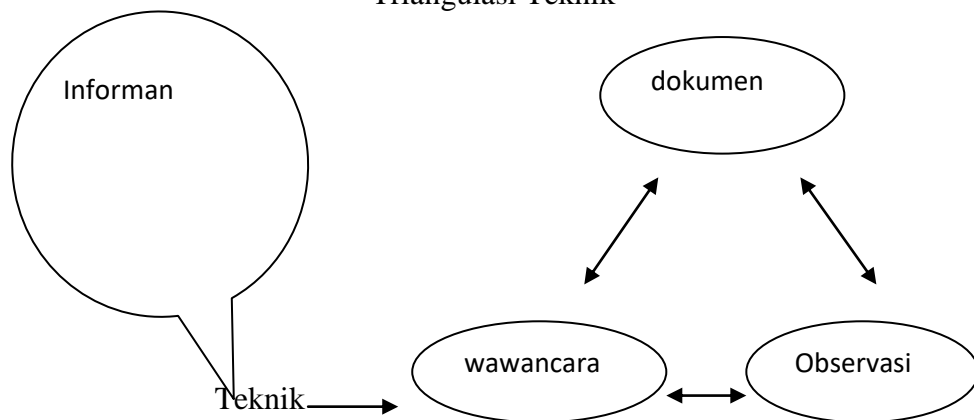 Triangulasi Teknik
Informan
dokumen
wawancara
Observasi
Teknik